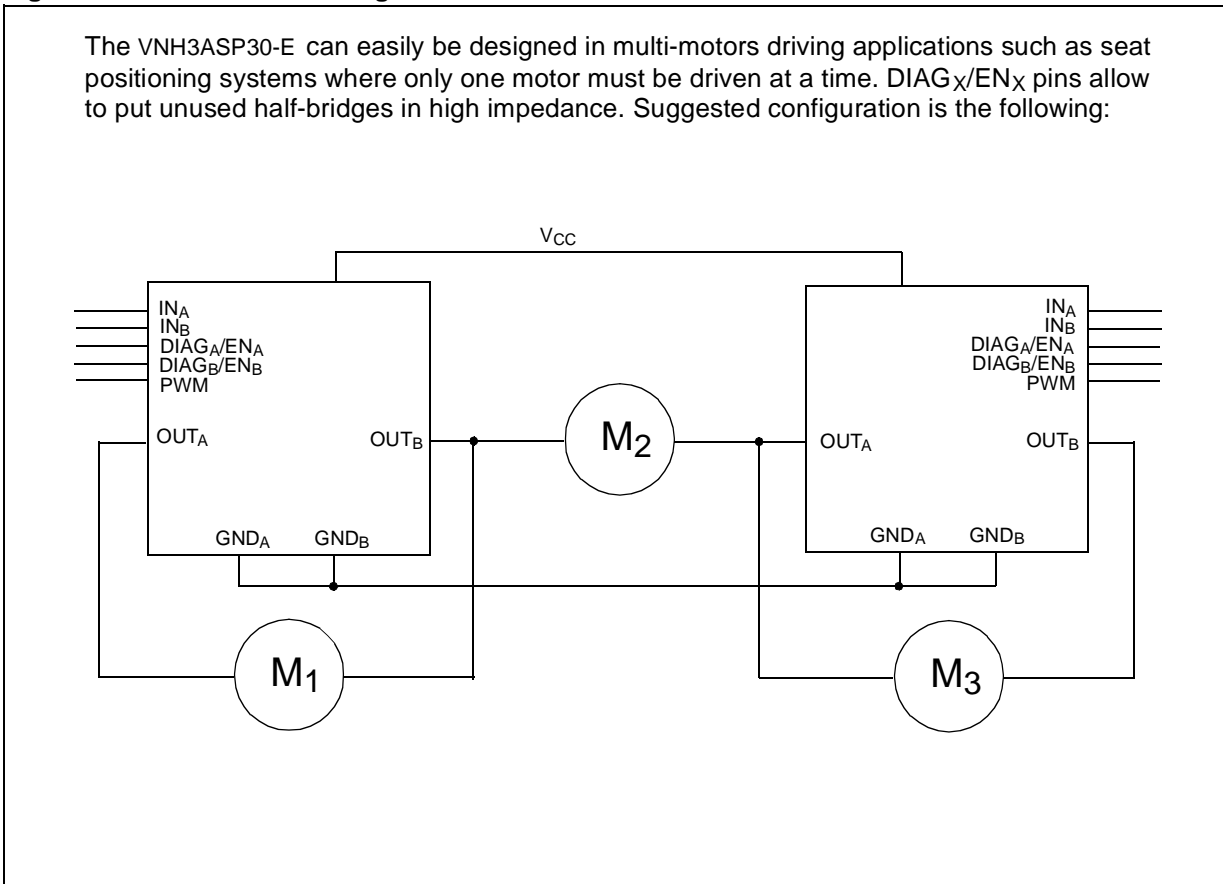 The VNH3ASP30-E can easily be designed in multi-motors driving applications such as seat
positioning systems where only one motor must be driven at a time. DIAGX/ENX pins allow
to put unused half-bridges in high impedance. Suggested configuration is the following:
VCC
INA
INB
DIAGA/ENA
DIAGB/ENB
PWM
OUTA
OUTB
GNDA
GNDB
M2
INA
INB
DIAGA/ENA
DIAGB/ENB
PWM
OUTA
OUTB
GNDA
GNDB
M1
M3